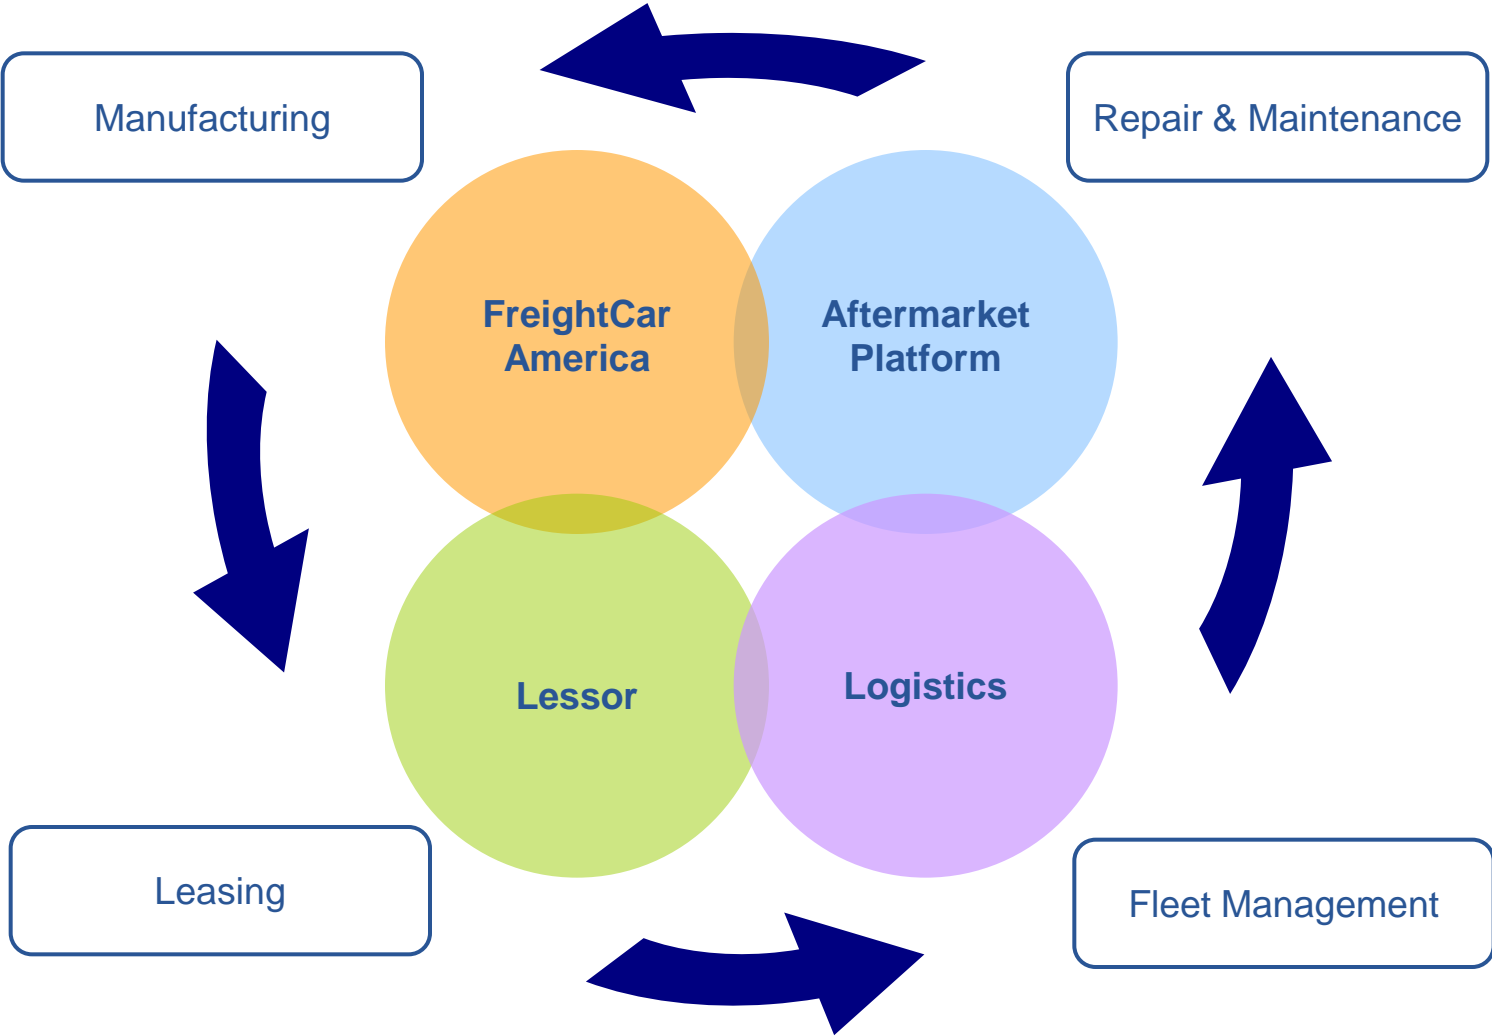 Manufacturing
Repair & Maintenance
FreightCar
America
Aftermarket
Platform
Lessor
Logistics
Leasing
Fleet Management